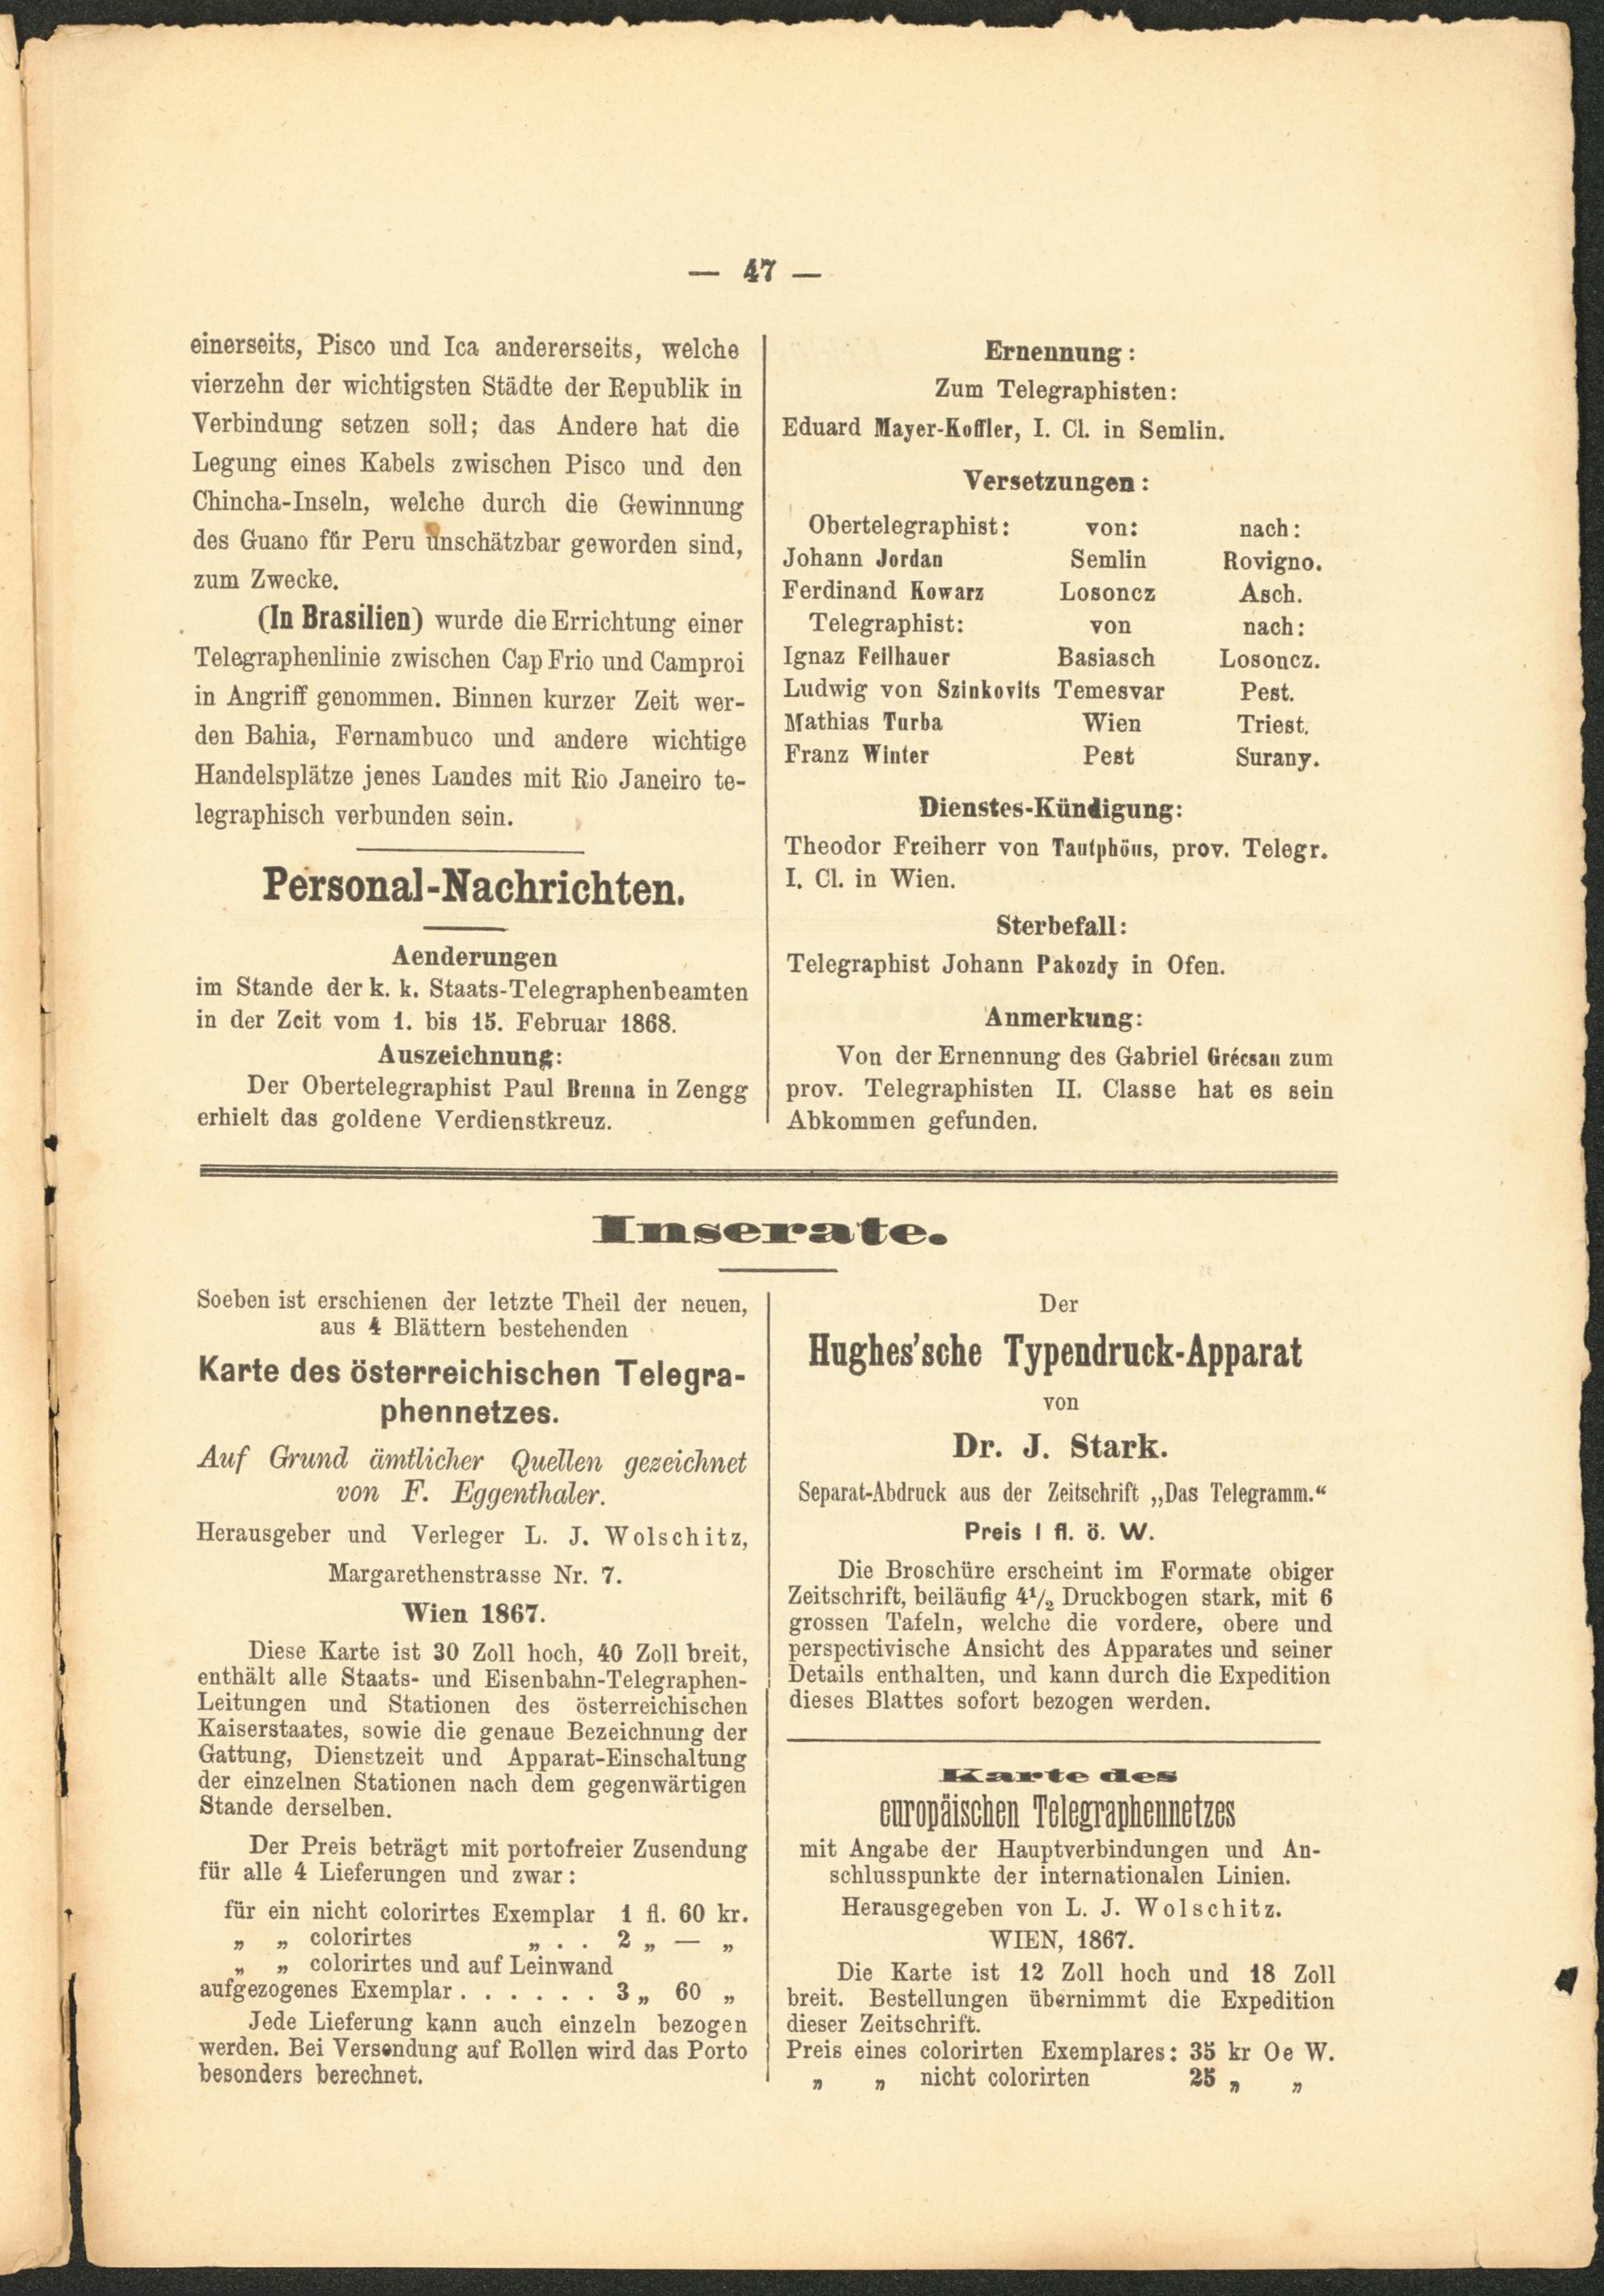 — 47 —
einerseits, Pisco und Ica andererseits, welche
vierzehn der wichtigsten Städte der Republik in
Verbindung setzen soll; das Andere hat die
Legung eines Kabels zwischen Pisco und den
Chincha-Inseln, welche durch die Gewinnung
des Guano für Peru unschätzbar geworden sind,
zum Zwecke.
(In Brasilien) wurde die Errichtung einer
Telegraphenlinie zwischen Cap Frio und Camproi
in Angriff genommen. Binnen kurzer Zeit wer-
den Bahia, Fernambuco und andere wichtige
Handelsplätze jenes Landes mit Rio Janeiro te-
legraphisch verbunden sein.
Personal-Nachrichten.
Aenderungen
im Stande der k. k. Staats-Telegraphenbeamten
in der Zeit vom 1. bis 15. Februar 1868.
Auszeichnung:
Der Obertelegraphist Paul Brenna in Zengg
erhielt das goldene Verdienstkreuz.
Ernennung:
Zum Telegraphisten:
Eduard Mayer-Koffler, I. Cl. in Semlin.
Versetzungen:
Obertelegraphist: von: nach:
Johann Jordan Semlin Rovigno.
Ferdinand Kowarz Losoncz Asch.
Telegraphist: von nach:
Ignaz Feilhauer Basiasch Losoncz.
Ludwig von Szinkovits Temesvar Pest.
Mathias Turba Wien Triest.
Franz Winter Pest Surany.
Dienstes-Kündigung:
Theodor Freiherr von Tautphöus, prov. Telegr.
I. Cl. in Wien.
Sterbefall:
Telegraphist Johann Pakozdy in Ofen.
Anmerkung:
Von der Ernennung des Gabriel Grécsau zum
prov. Telegraphisten II. Classe hat es sein
Abkommen gefunden.
Inserate.
Soeben ist erschienen der letzte Theil der neuen,
aus 4 Blättern bestehenden
Karte des österreichischen Telegra-
phennetzes.
Auf Grund ämtlicher Quellen gezeichnet
von F. Eggenthaler.
Herausgeber und Verleger L. J. Wolschitz,
Margarethenstrasse Nr. 7.
Wien 1867.
Diese Karte ist 30 Zoll hoch, 40 Zoll breit,
enthält alle Staats- und Eisenbahn-Telegraphen-
Leitungen und Stationen des österreichischen
Kaiserstaates, sowie die genaue Bezeichnung der
Gattung, Dienstzeit und Apparat-Einschaltung
der einzelnen Stationen nach dem gegenwärtigen
Stande derselben.
Der Preis beträgt mit portofreier Zusendung
für alle 4 Lieferungen und zwar:
für ein nicht colorirtes Exemplar 1 fl. 60 kr.
„ „ colorirtes „ . . 2 „ — „
„ „ colorirtes und auf Leinwand
aufgezogenes Exemplar . . . . . . 3 „ 60 „
Jede Lieferung kann auch einzeln bezogen
werden. Bei Versendung auf Rollen wird das Porto
besonders berechnet.
Der
Hughes'sche Typendruck-Apparat
von
Dr. J. Stark.
Separat-Abdruck aus der Zeitschrift „Das Telegramm.“
Preis 1 fl. ö. W.
Die Broschüre erscheint im Formate obiger
Zeitschrift, beiläufig 4½ Druckbogen stark, mit 6
grossen Tafeln, welche die vordere, obere und
perspectivische Ansicht des Apparates und seiner
Details enthalten, und kann durch die Expedition
dieses Blattes sofort bezogen werden.
Karte des
europäischen Telegraphennetzes
mit Angabe der Hauptverbindungen und An-
schlusspunkte der internationalen Linien.
Herausgegeben von L. J. Wolschitz.
WIEN, 1867.
Die Karte ist 12 Zoll hoch und 18 Zoll
breit. Bestellungen übernimmt die Expedition
dieser Zeitschrift.
Preis eines colorirten Exemplares: 35 kr Oe W.
„ „ nicht colorirten 25 „ „